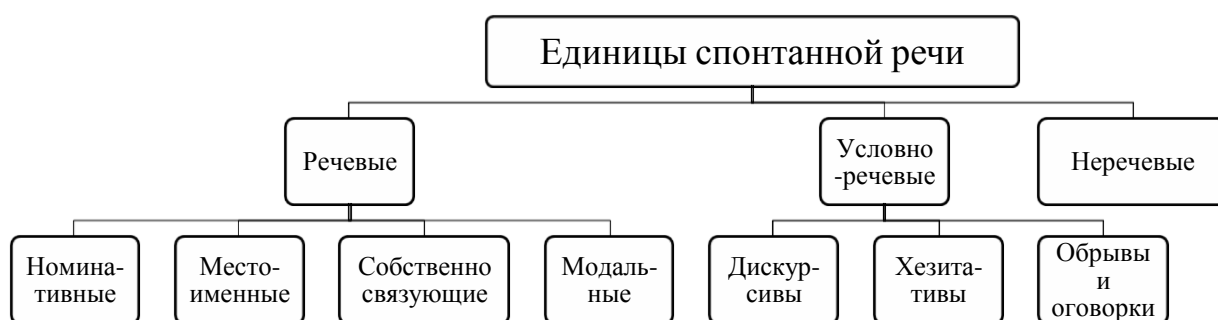 Единицы спонтанной речи
Речевые
Условно
-речевые
Неречевые
Номина-
тивные
Место-
именные
Собственно
связующие
Модаль-
ные
Дискур-
сивы
Хезита-
тивы
Обрывы
и
оговорки